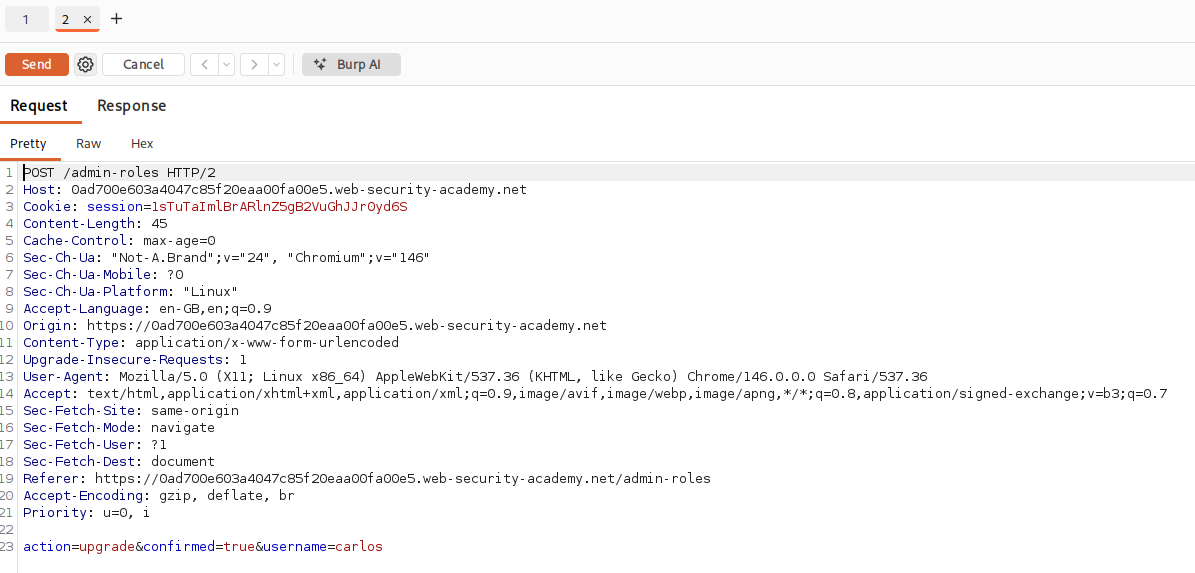 1 2 × +
Send Cancel < > Burp AI
Request Response
Pretty Raw Hex
1 POST /admin-roles HTTP/2
2 Host: 0ad700e603a4047c85f20eaa00fa00e5.web-security-academy.net
3 Cookie: session=1sTuTaImlBrARlnZ5gB2VuGhJJrOyd6S
4 Content-Length: 45
5 Cache-Control: max-age=0
6 Sec-Ch-Ua: "Not-A.Brand";v="24", "Chromium";v="146"
7 Sec-Ch-Ua-Mobile: ?0
8 Sec-Ch-Ua-Platform: "Linux"
9 Accept-Language: en-GB,en;q=0.9
10 Origin: https://0ad700e603a4047c85f20eaa00fa00e5.web-security-academy.net
11 Content-Type: application/x-www-form-urlencoded
12 Upgrade-Insecure-Requests: 1
13 User-Agent: Mozilla/5.0 (X11; Linux x86_64) AppleWebKit/537.36 (KHTML, like Gecko) Chrome/146.0.0.0 Safari/537.36
14 Accept: text/html,application/xhtml+xml,application/xml;q=0.9,image/avif,image/webp,image/apng,*/*;q=0.8,application/signed-exchange;v=b3;q=0.7
15 Sec-Fetch-Site: same-origin
16 Sec-Fetch-Mode: navigate
17 Sec-Fetch-User: ?1
18 Sec-Fetch-Dest: document
19 Referer: https://0ad700e603a4047c85f20eaa00fa00e5.web-security-academy.net/admin-roles
20 Accept-Encoding: gzip, deflate, br
21 Priority: u=0, i
22
23 action=upgrade&confirmed=true&username=carlos